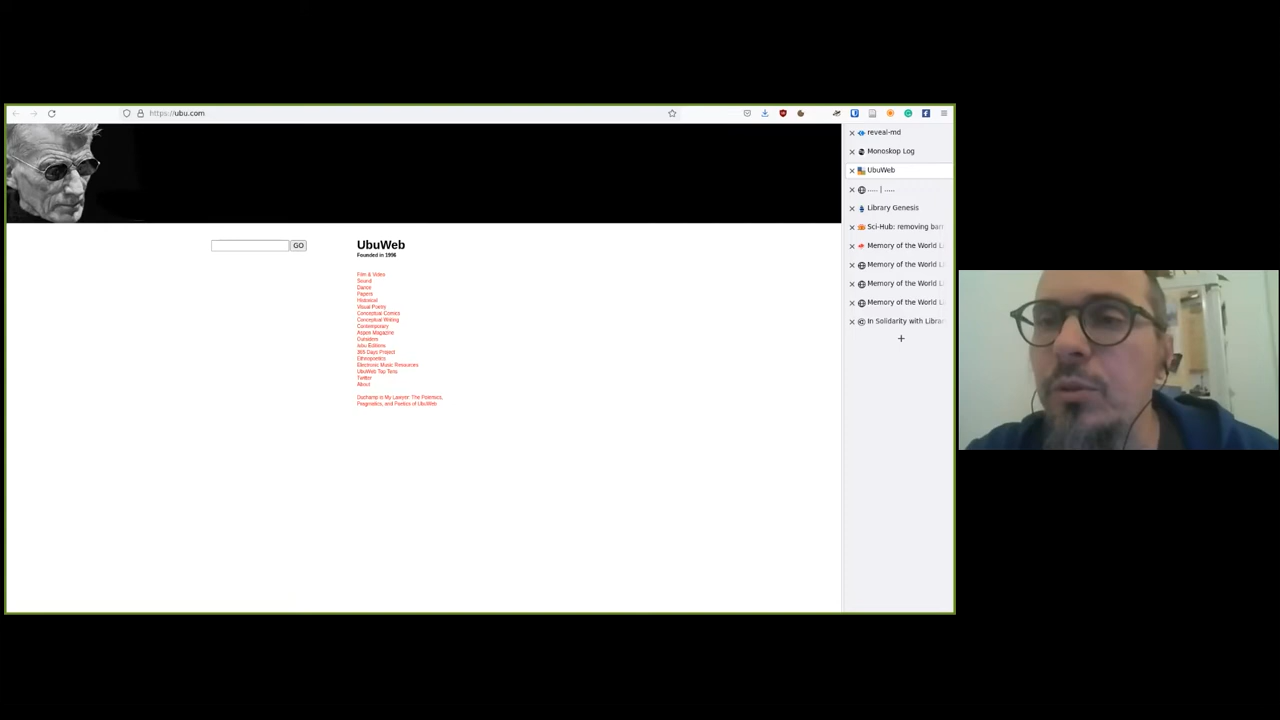 https://ubu.com
reveal-md
Monoskop Log
UbuWeb
..... | .....
Library Genesis
Sci-Hub: removing barr
Memory of the World L
Memory of the World Li
Memory of the World Li
Memory of the World Li
In Solidarity with Librar
GO
UbuWeb
Founded in 1996
Film & Video
Sound
Dance
Papers
Historical
Visual Poetry
Conceptual Comics
Conceptual Writing
Contemporary
Aspen Magazine
Outsiders
/ubu Editions
365 Days Project
Ethnopoetics
Electronic Music Resources
UbuWeb Top Tens
Twitter
About
Duchamp is My Lawyer: The Polemics,
Pragmatics, and Poetics of UbuWeb